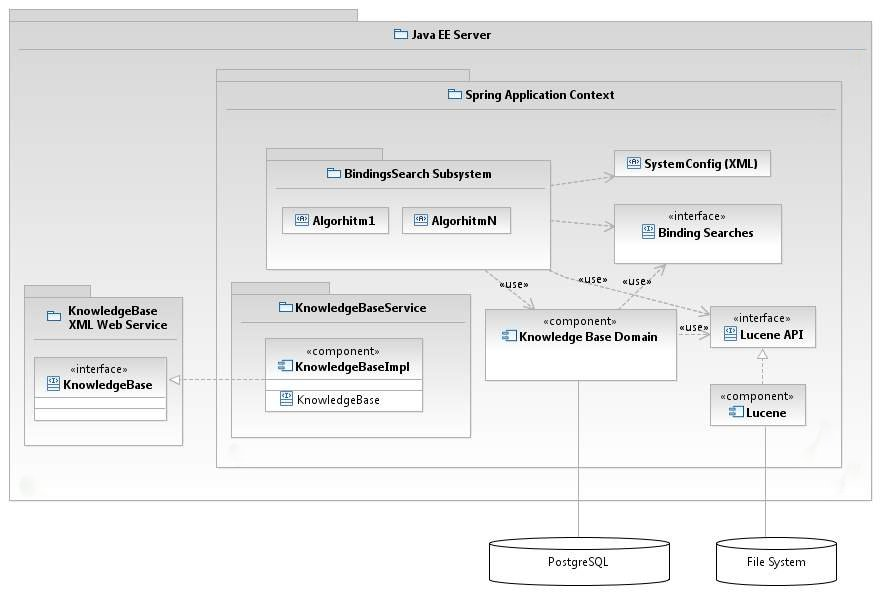 Java EE Server
Spring Application Context
BindingsSearch Subsystem
SystemConfig (XML)
Algorhitm1
AlgorhitmN
«interface»
Binding Searches
«use»
«use»
«use»
KnowledgeBase
XML Web Service
KnowledgeBaseService
«component»
Knowledge Base Domain
«use»
«interface»
Lucene API
«interface»
KnowledgeBase
«component»
KnowledgeBaseImpl
KnowledgeBase
«component»
Lucene
PostgreSQL
File System